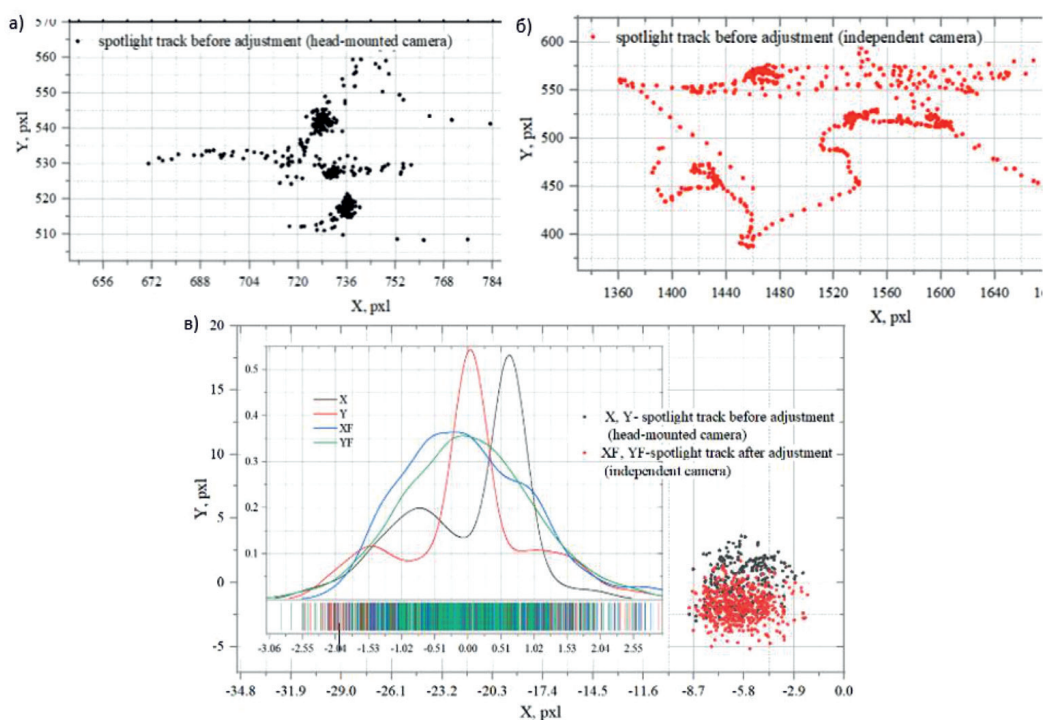 а)
570
560
550
540
530
520
510
Y, pxl
• spotlight track before adjustment (head-mounted camera)
656 672 688 704 720 736 752 768 784
X, pxl
б)
600
550
500
450
400
Y, pxl
• spotlight track before adjustment (independent camera)
1360 1400 1440 1480 1520 1560 1600 1640
X, pxl
в)
20
15
10
5
0
-5
Y, pxl
0.5
0.4
0.3
0.2
0.1
X
Y
XF
YF
-3.06 -2.55 -2.04 -1.53 -1.02 -0.51 0.00 0.51 1.02 1.53 2.04 2.55
• X, Y- spotlight track before adjustment
(head-mounted camera)
• XF, YF-spotlight track after adjustment
(independent camera)
-34.8 -31.9 -29.0 -26.1 -23.2 -20.3 -17.4 -14.5 -11.6 -8.7 -5.8 -2.9 0.0
X, pxl